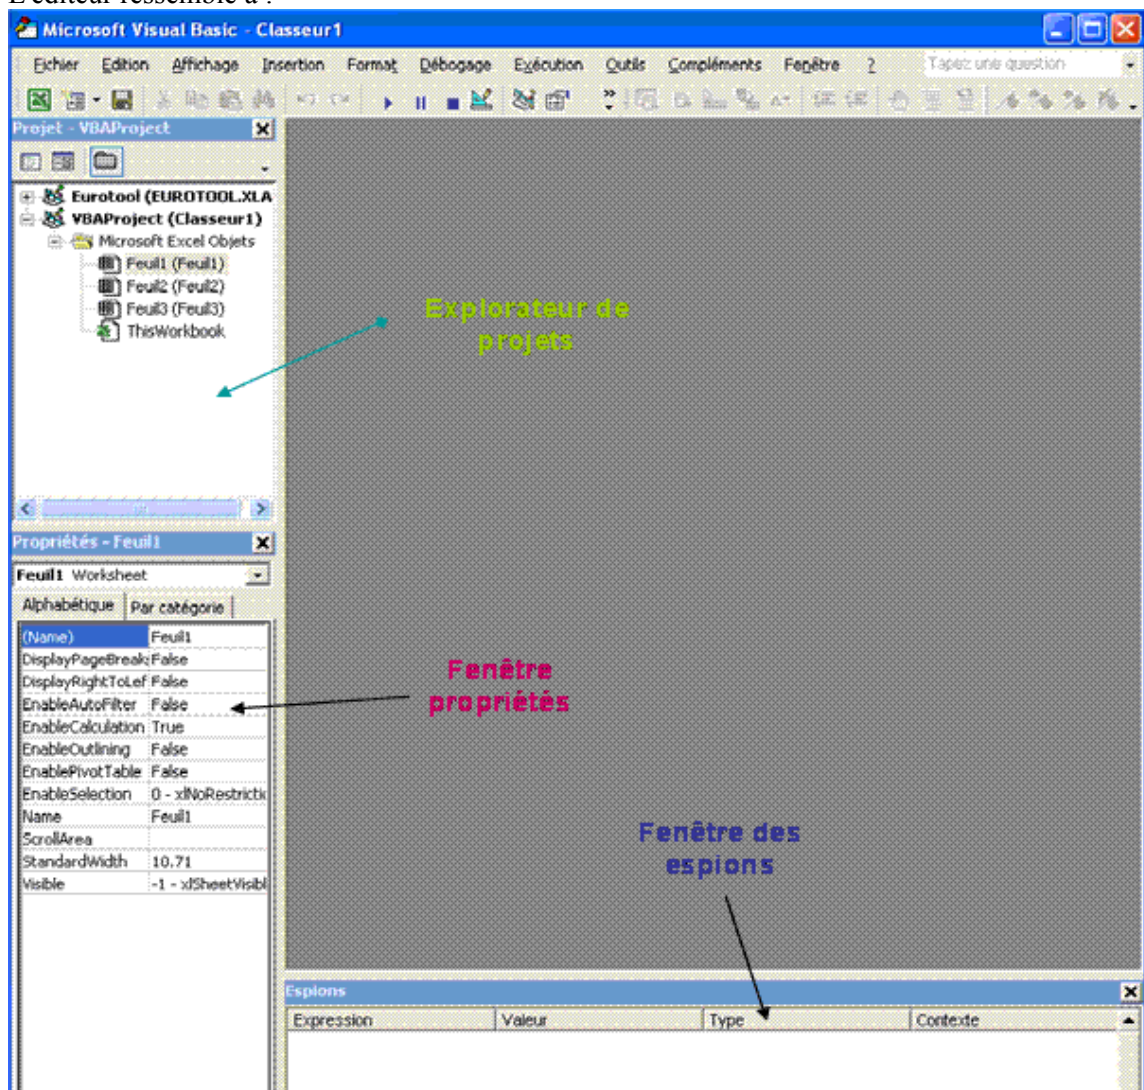 L'éditeur ressemble à :
Microsoft Visual Basic - Classeur1
Fichier Edition Affichage Insertion Format Débogage Exécution Outils Compléments Fenêtre ? Tapez une question
Projet - VBAProject
Eurotool (EUROTOOL.XLA
VBAProject (Classeur1)
Microsoft Excel Objets
Feuil1 (Feuil1)
Feuil2 (Feuil2)
Feuil3 (Feuil3)
ThisWorkbook
Explorateur de
projets
Propriétés - Feuil1
Feuil1 Worksheet
Alphabétique Par catégorie
(Name) Feuil1
DisplayPageBreaks False
DisplayRightToLef False
EnableAutoFilter False
EnableCalculation True
EnableOutlining False
EnablePivotTable False
EnableSelection 0 - xlNoRestrictio
Name Feuil1
ScrollArea
StandardWidth 10,71
Visible -1 - xlSheetVisibl
Fenêtre
propriétés
Fenêtre des
espions
Espions
Expression Valeur Type Contexte